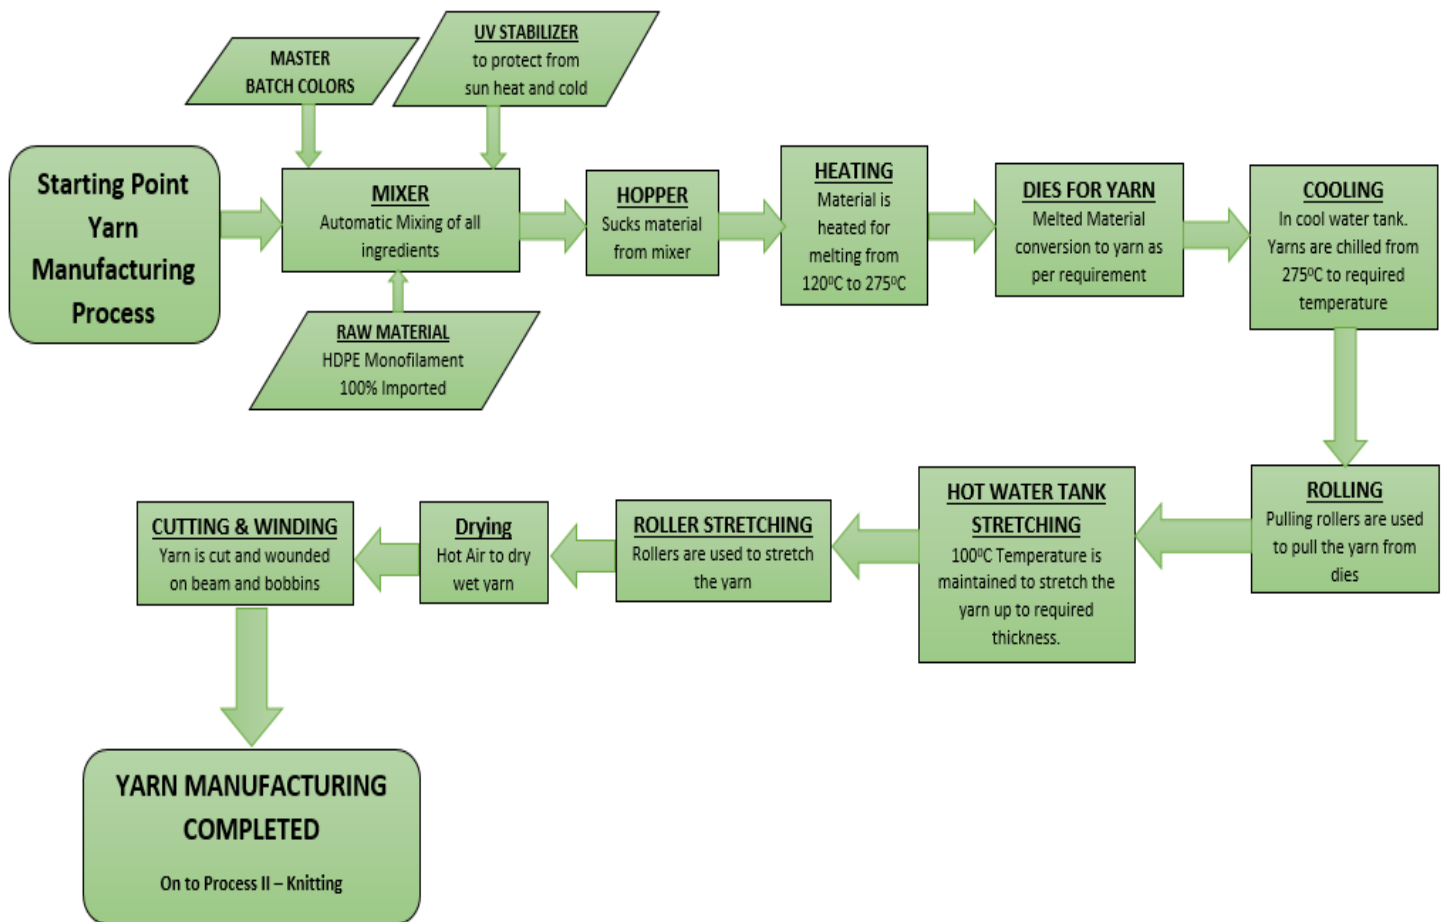 MASTER
BATCH COLORS
UV STABILIZER
to protect from
sun heat and cold
Starting Point
Yarn
Manufacturing
Process
MIXER
Automatic Mixing of all
ingredients
RAW MATERIAL
HDPE Monofilament
100% Imported
HOPPER
Sucks material
from mixer
HEATING
Material is
heated for
melting from
120⁰C to 275⁰C
DIES FOR YARN
Melted Material
conversion to yarn as
per requirement
COOLING
In cool water tank.
Yarns are chilled from
275⁰C to required
temperature
ROLLING
Pulling rollers are used
to pull the yarn from
dies
HOT WATER TANK
STRETCHING
100⁰C Temperature is
maintained to stretch the
yarn up to required
thickness.
ROLLER STRETCHING
Rollers are used to stretch
the yarn
Drying
Hot Air to dry
wet yarn
CUTTING & WINDING
Yarn is cut and wounded
on beam and bobbins
YARN MANUFACTURING
COMPLETED
On to Process II – Knitting